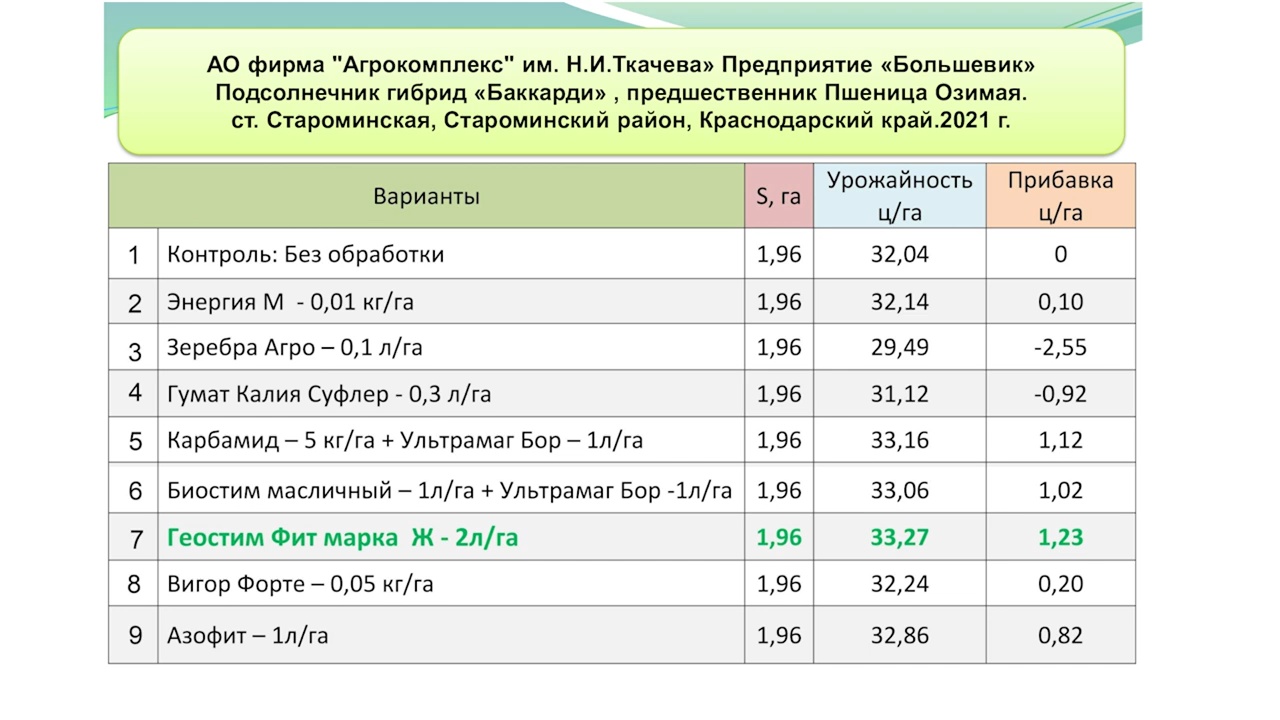 АО фирма "Агрокомплекс" им. Н.И.Ткачева» Предприятие «Большевик»
Подсолнечник гибрид «Баккарди» , предшественник Пшеница Озимая.
ст. Староминская, Староминский район, Краснодарский край.2021 г.
Варианты S, га Урожайность ц/га Прибавка ц/га
1 Контроль: Без обработки 1,96 32,04 0
2 Энергия М - 0,01 кг/га 1,96 32,14 0,10
3 Зеребра Агро – 0,1 л/га 1,96 29,49 -2,55
4 Гумат Калия Суфлер - 0,3 л/га 1,96 31,12 -0,92
5 Карбамид – 5 кг/га + Ультрамаг Бор – 1л/га 1,96 33,16 1,12
6 Биостим масличный – 1л/га + Ультрамаг Бор -1л/га 1,96 33,06 1,02
7 Геостим Фит марка Ж - 2л/га 1,96 33,27 1,23
8 Вигор Форте – 0,05 кг/га 1,96 32,24 0,20
9 Азофит – 1л/га 1,96 32,86 0,82